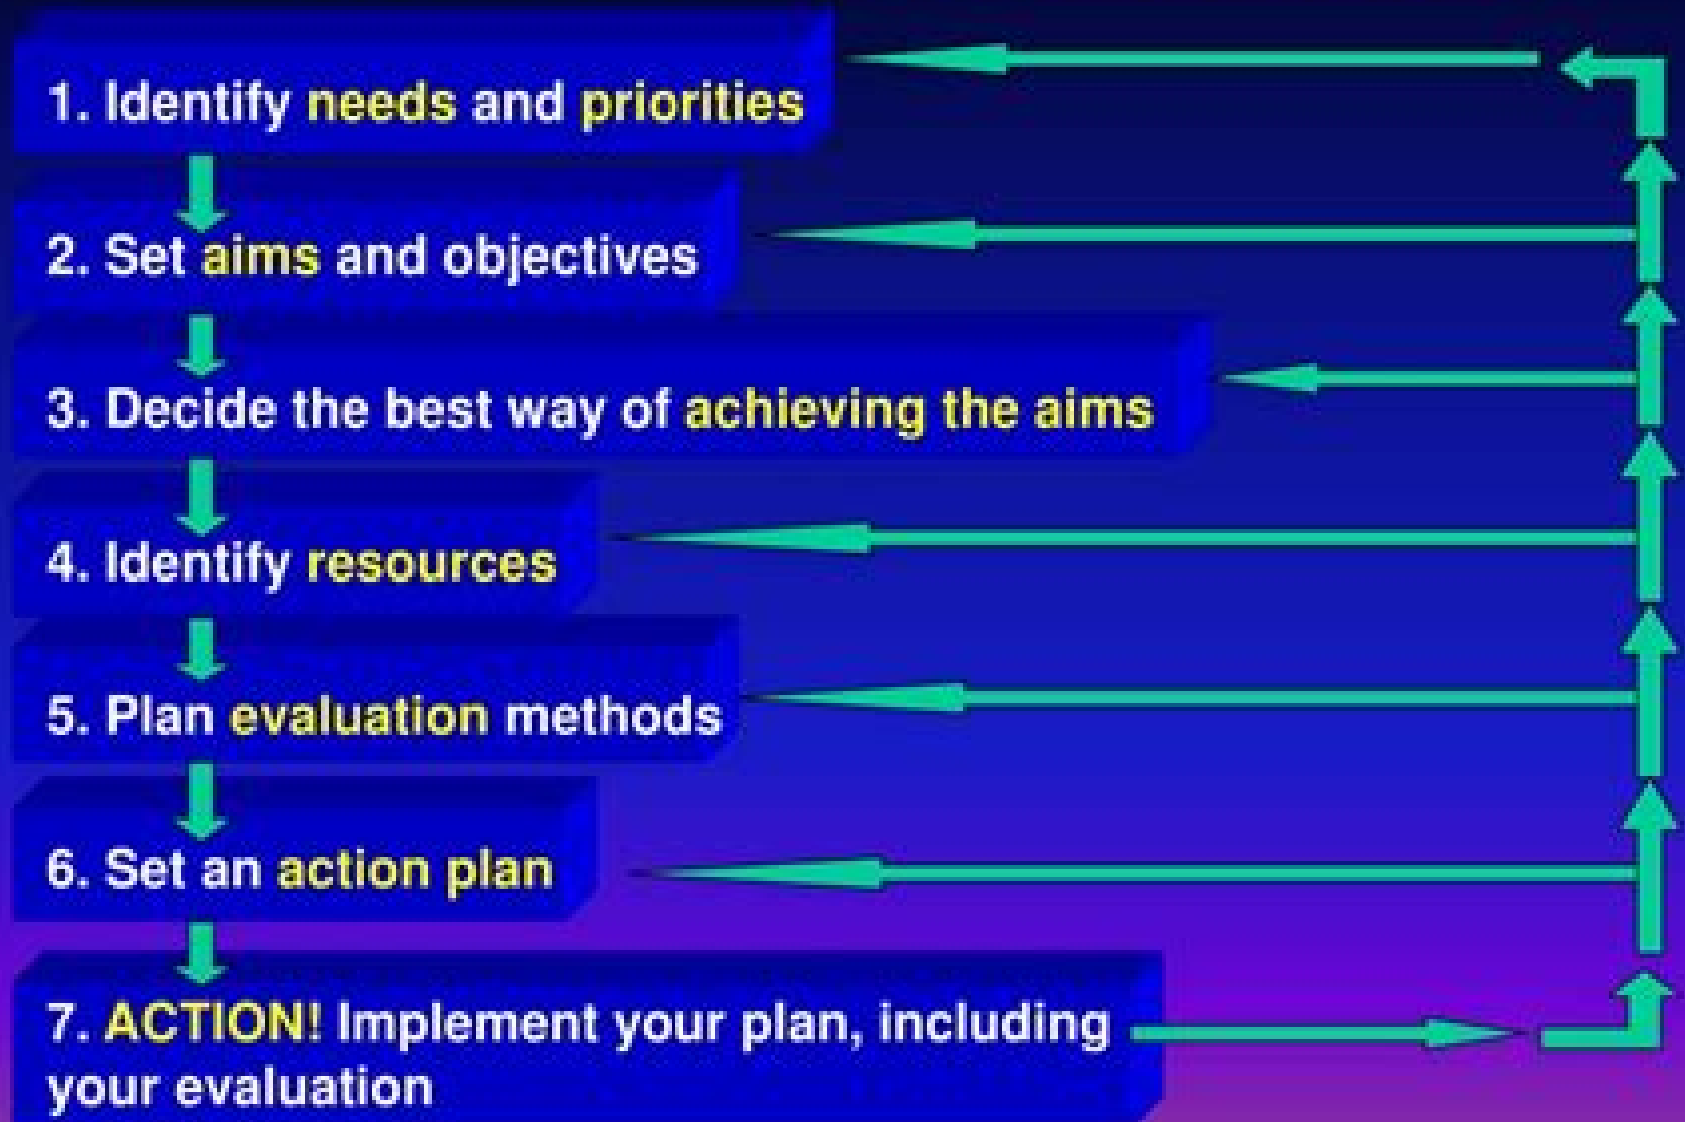 1. Identify needs and priorities
2. Set aims and objectives
3. Decide the best way of achieving the aims
4. Identify resources
5. Plan evaluation methods
6. Set an action plan
7. ACTION! Implement your plan, including
your evaluation